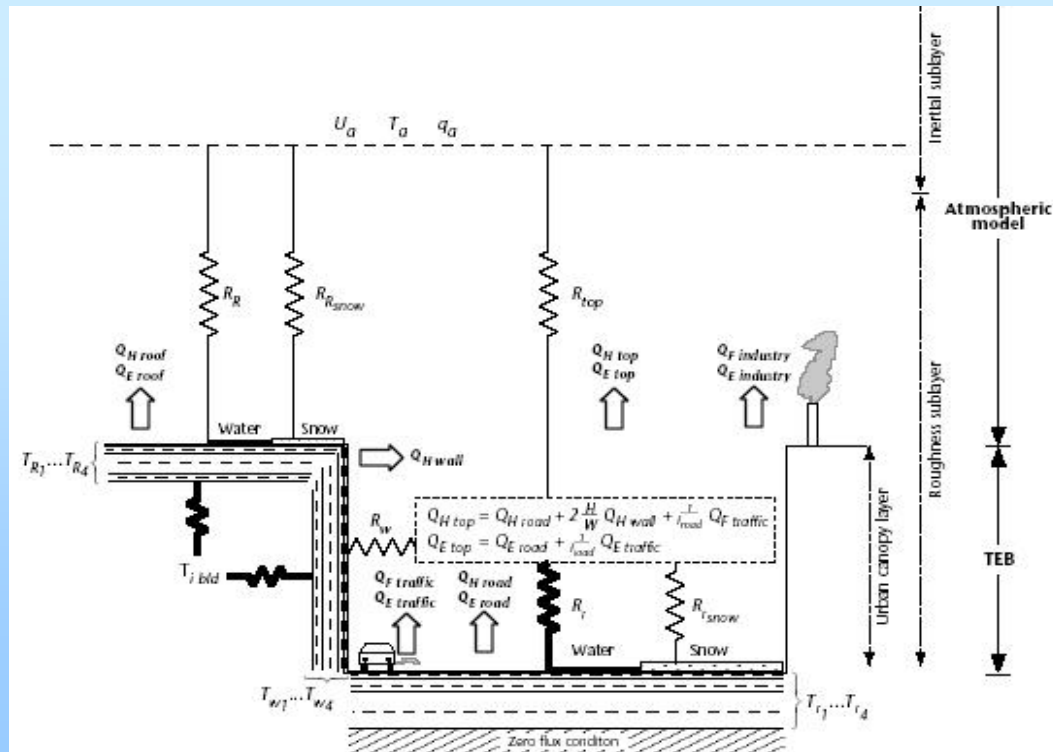 Inertial sublayer
U_a T_a q_a
Atmospheric
model
R_R
R_Rsnow
R_top
Q_H roof
Q_E roof
Q_H top
Q_E top
Q_F industry
Q_E industry
Roughness sublayer
Water
Snow
T_R1...T_R4
Q_H wall
R_w
Q_H top = Q_H road + 2 H/W Q_H wall + 1/l_road Q_F traffic
Q_E top = Q_E road + 1/l_road Q_E traffic
Urban canopy layer
TEB
T_i bld
Q_F traffic
Q_E traffic
Q_H road
Q_E road
R_r
R_rsnow
Water
Snow
T_w1...T_w4
T_r1...T_r4
Zero flux conditon